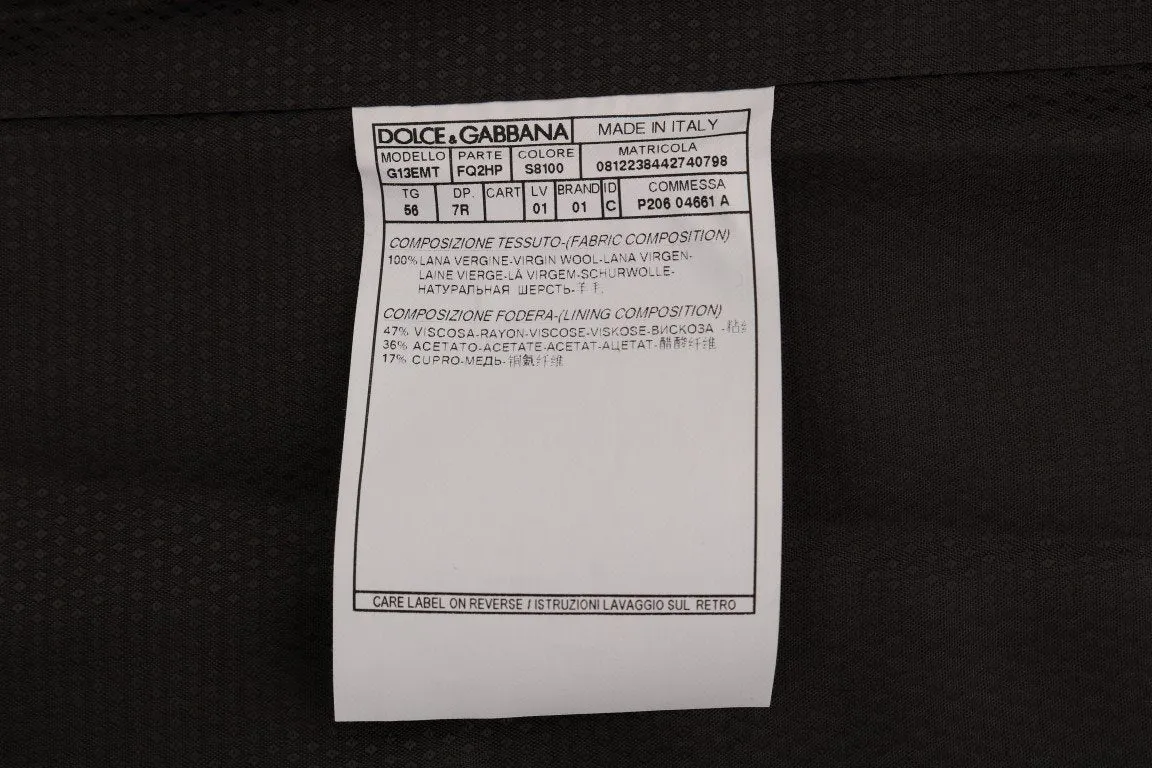 DOLCE & GABBANA MADE IN ITALY
MODELLO PARTE COLORE MATRICOLA
G13EMT FQ2HP S8100 0812238442740798
TG DP. CART LV BRAND ID COMMESSA
56 7R 01 01 C P206 04661 A
COMPOSIZIONE TESSUTO-(FABRIC COMPOSITION)
100% LANA VERGINE-VIRGIN WOOL-LANA VIRGEN-
LAINE VIERGE-LÀ VIRGEM-SCHURWOLLE-
НАТУРАЛЬНАЯ ШЕРСТЬ-
COMPOSIZIONE FODERA-(LINING COMPOSITION)
47% VISCOSA-RAYON-VISCOSE-VISKOSE-ВИСКОЗА -粘
36% ACETATO-ACETATE-ACETAT-АЦЕТАТ-醋酸纤维
17% CUPRO-МЕДЬ-铜氨纤维
CARE LABEL ON REVERSE / ISTRUZIONI LAVAGGIO SUL RETRO